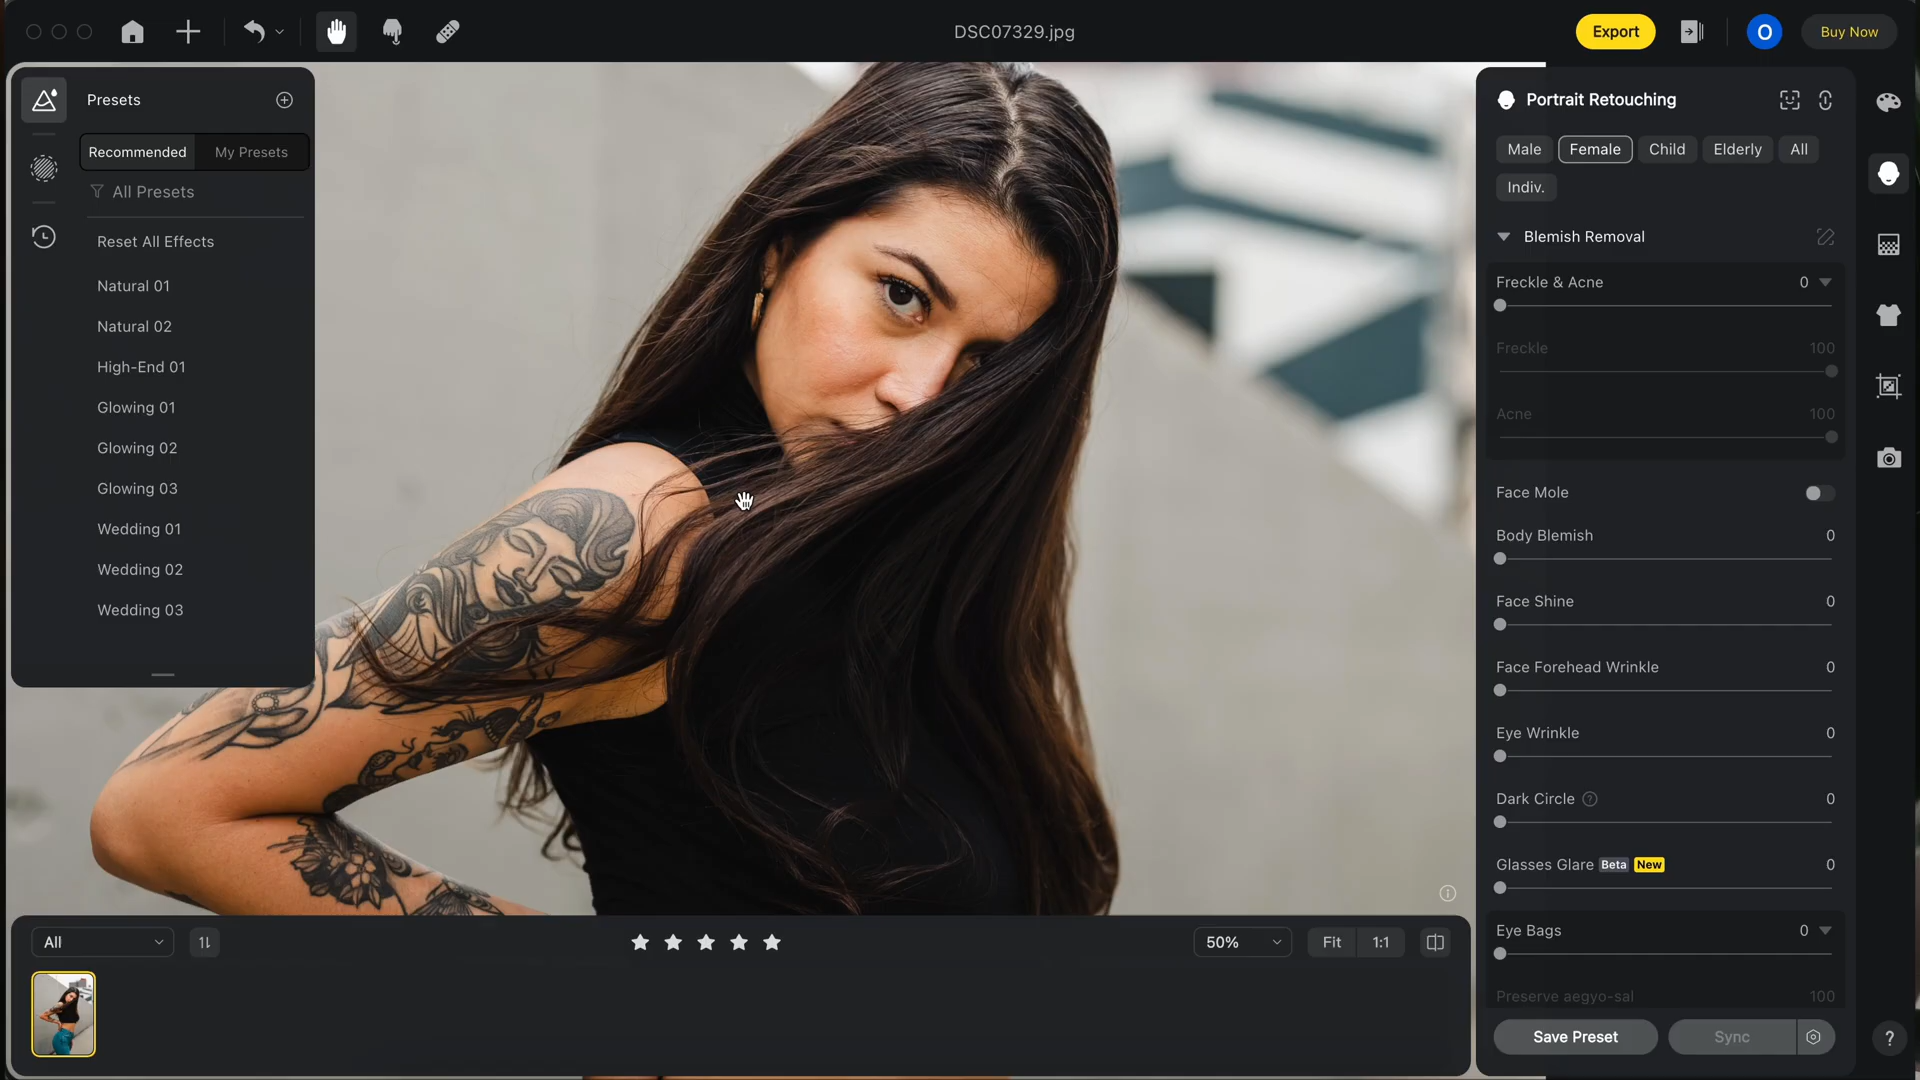 DSC07329.jpg
Export
O
Buy Now
Presets
Recommended
My Presets
All Presets
Reset All Effects
Natural 01
Natural 02
High-End 01
Glowing 01
Glowing 02
Glowing 03
Wedding 01
Wedding 02
Wedding 03
Portrait Retouching
Male
Female
Child
Elderly
All
Indiv.
Blemish Removal
Freckle & Acne 0
Freckle 100
Acne 100
Face Mole
Body Blemish 0
Face Shine 0
Face Forehead Wrinkle 0
Eye Wrinkle 0
Dark Circle ? 0
Glasses Glare Beta New 0
Eye Bags 0
Preserve aegyo-sal 100
Save Preset
Sync
?
All
50%
Fit
1:1